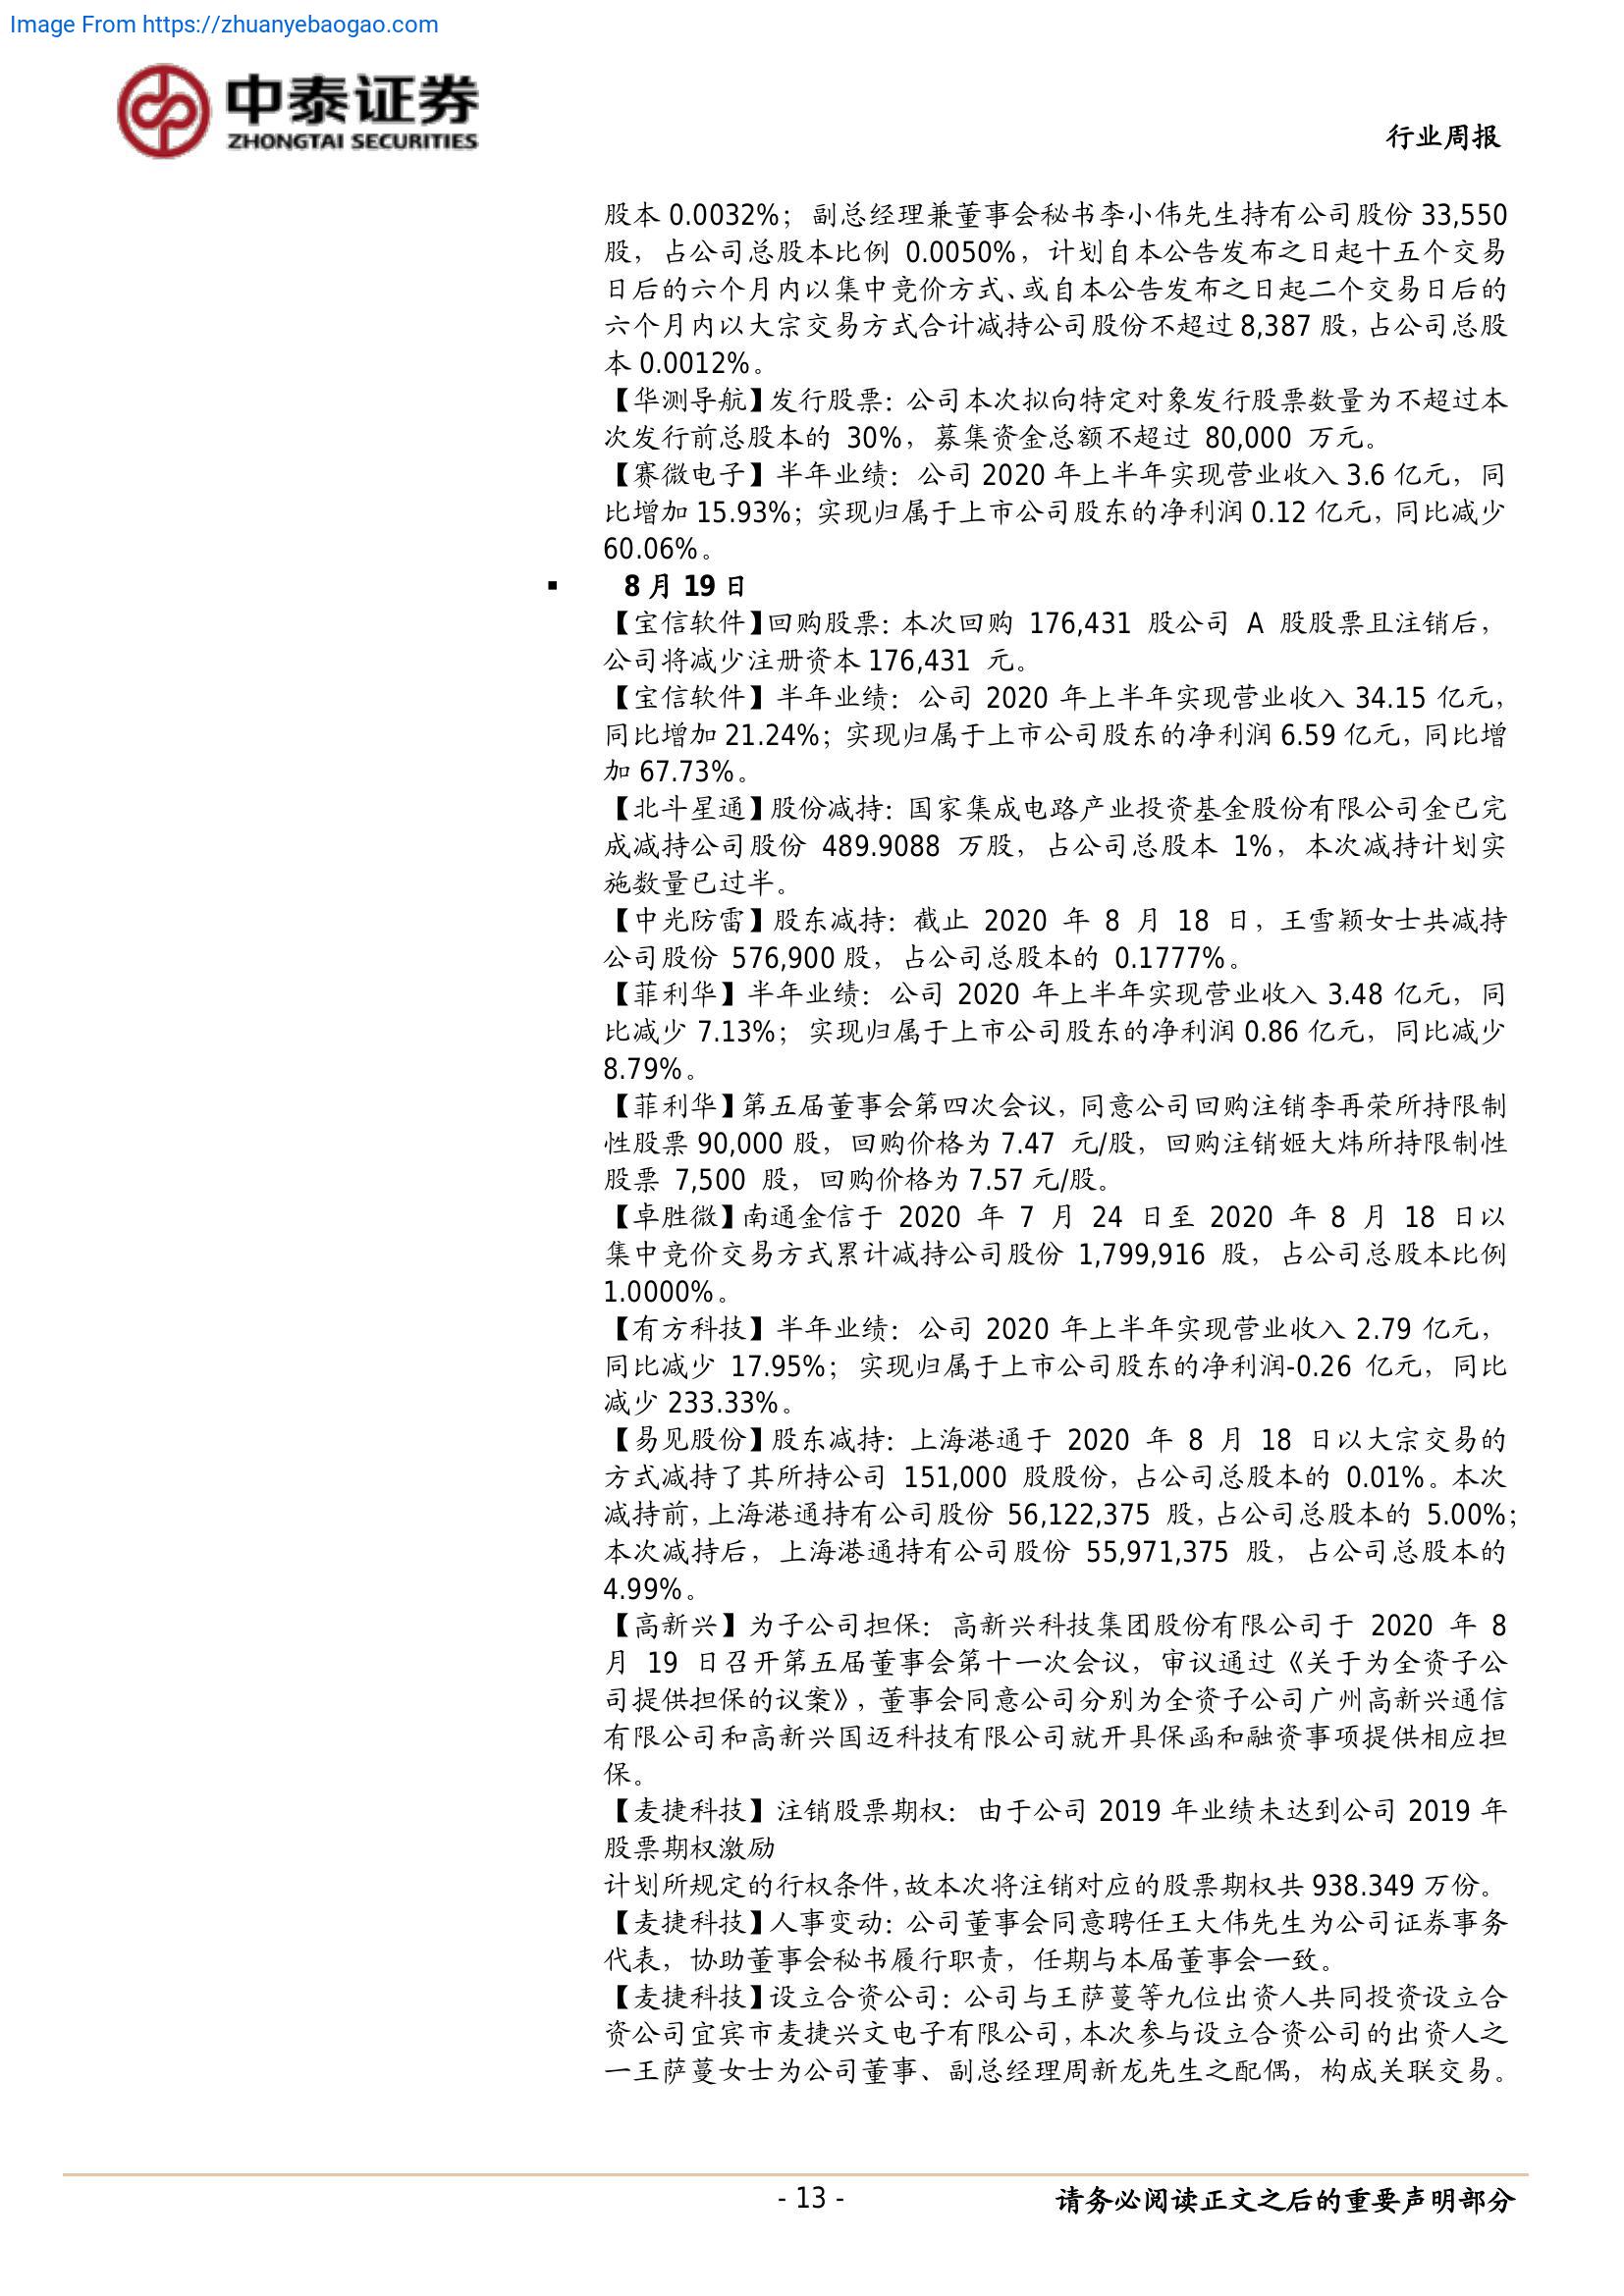 Image From https://zhuanyebaogao.com
中泰证券
ZHONGTAI SECURITIES
行业周报
股本 0.0032%；副总经理兼董事会秘书李小伟先生持有公司股份 33,550
股，占公司总股本比例 0.0050%，计划自本公告发布之日起十五个交易
日后的六个月内以集中竞价方式、或自本公告发布之日起二个交易日后的
六个月内以大宗交易方式合计减持公司股份不超过 8,387 股，占公司总股
本 0.0012%。
【华测导航】发行股票：公司本次拟向特定对象发行股票数量为不超过本
次发行前总股本的 30%，募集资金总额不超过 80,000 万元。
【赛微电子】半年业绩：公司 2020 年上半年实现营业收入 3.6 亿元，同
比增加 15.93%；实现归属于上市公司股东的净利润 0.12 亿元，同比减少
60.06%。
▪ 8 月 19 日
【宝信软件】回购股票：本次回购 176,431 股公司 A 股股票且注销后，
公司将减少注册资本 176,431 元。
【宝信软件】半年业绩：公司 2020 年上半年实现营业收入 34.15 亿元，
同比增加 21.24%；实现归属于上市公司股东的净利润 6.59 亿元，同比增
加 67.73%。
【北斗星通】股份减持：国家集成电路产业投资基金股份有限公司金已完
成减持公司股份 489.9088 万股，占公司总股本 1%，本次减持计划实
施数量已过半。
【中光防雷】股东减持：截止 2020 年 8 月 18 日，王雪颖女士共减持
公司股份 576,900 股，占公司总股本的 0.1777%。
【菲利华】半年业绩：公司 2020 年上半年实现营业收入 3.48 亿元，同
比减少 7.13%；实现归属于上市公司股东的净利润 0.86 亿元，同比减少
8.79%。
【菲利华】第五届董事会第四次会议，同意公司回购注销李再荣所持限制
性股票 90,000 股，回购价格为 7.47 元/股，回购注销姬大炜所持限制性
股票 7,500 股，回购价格为 7.57 元/股。
【卓胜微】南通金信于 2020 年 7 月 24 日至 2020 年 8 月 18 日以
集中竞价交易方式累计减持公司股份 1,799,916 股，占公司总股本比例
1.0000%。
【有方科技】半年业绩：公司 2020 年上半年实现营业收入 2.79 亿元，
同比减少 17.95%；实现归属于上市公司股东的净利润-0.26 亿元，同比
减少 233.33%。
【易见股份】股东减持：上海港通于 2020 年 8 月 18 日以大宗交易的
方式减持了其所持公司 151,000 股股份，占公司总股本的 0.01%。本次
减持前，上海港通持有公司股份 56,122,375 股，占公司总股本的 5.00%；
本次减持后，上海港通持有公司股份 55,971,375 股，占公司总股本的
4.99%。
【高新兴】为子公司担保：高新兴科技集团股份有限公司于 2020 年 8
月 19 日召开第五届董事会第十一次会议，审议通过《关于为全资子公
司提供担保的议案》，董事会同意公司分别为全资子公司广州高新兴通信
有限公司和高新兴国迈科技有限公司就开具保函和融资事项提供相应担
保。
【麦捷科技】注销股票期权：由于公司 2019 年业绩未达到公司 2019 年
股票期权激励
计划所规定的行权条件，故本次将注销对应的股票期权共 938.349 万份。
【麦捷科技】人事变动：公司董事会同意聘任王大伟先生为公司证券事务
代表，协助董事会秘书履行职责，任期与本届董事会一致。
【麦捷科技】设立合资公司：公司与王萨蔓等九位出资人共同投资设立合
资公司宜宾市麦捷兴文电子有限公司，本次参与设立合资公司的出资人之
一王萨蔓女士为公司董事、副总经理周新龙先生之配偶，构成关联交易。
- 13 -
请务必阅读正文之后的重要声明部分